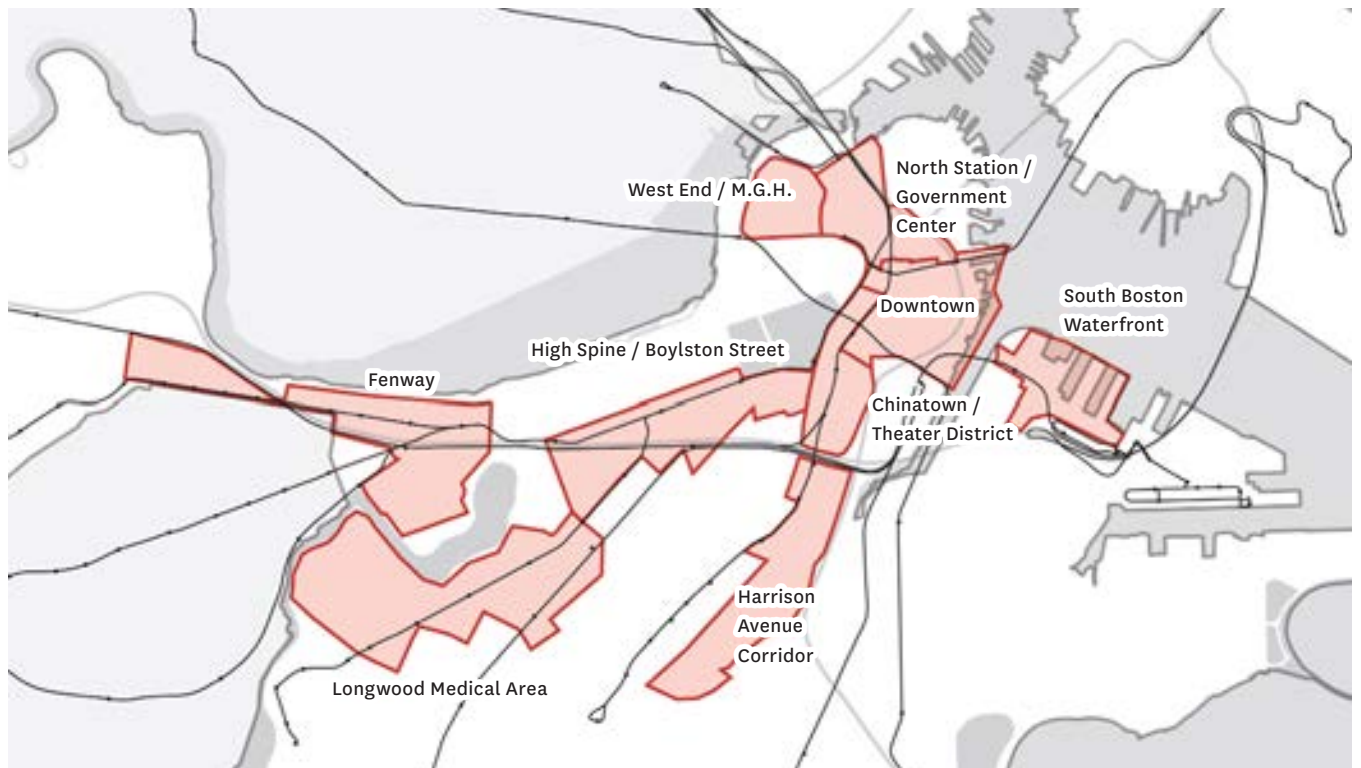 North Station /
Government
Center
West End / M.G.H.
South Boston
Waterfront
Downtown
High Spine / Boylston Street
Fenway
Chinatown /
Theater District
Harrison
Avenue
Corridor
Longwood Medical Area